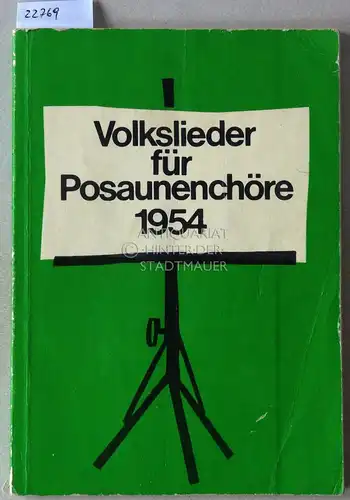 22769
Volkslieder
für
Posaunenchöre
1954
ANTIQUARIAT
HINTER DER
STADTMAUER